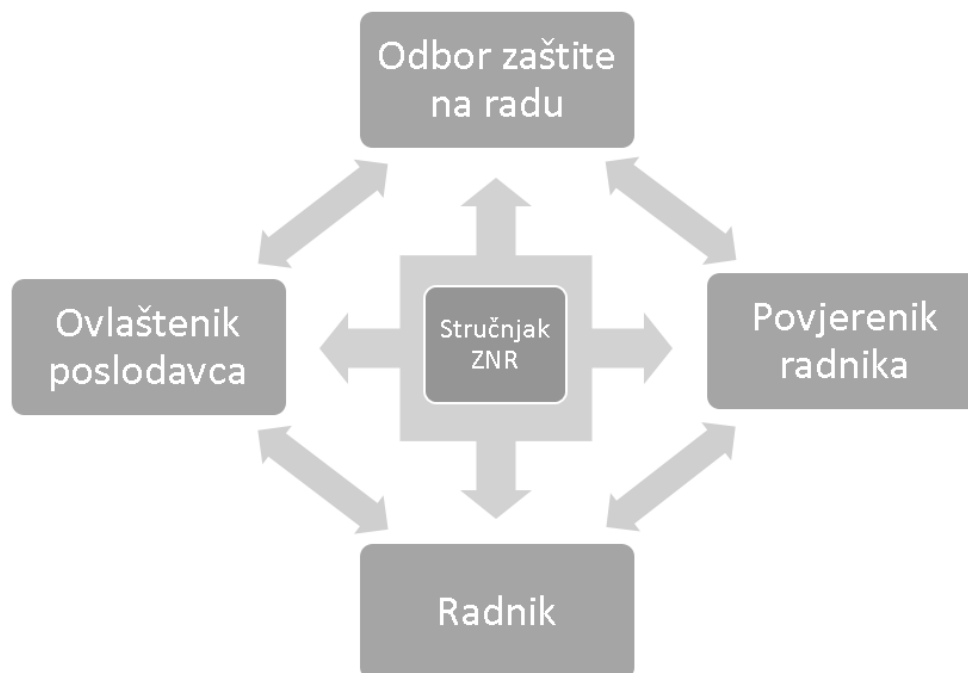 Odbor zaštite
na radu
Ovlaštenik
poslodavca
Stručnjak
ZNR
Povjerenik
radnika
Radnik